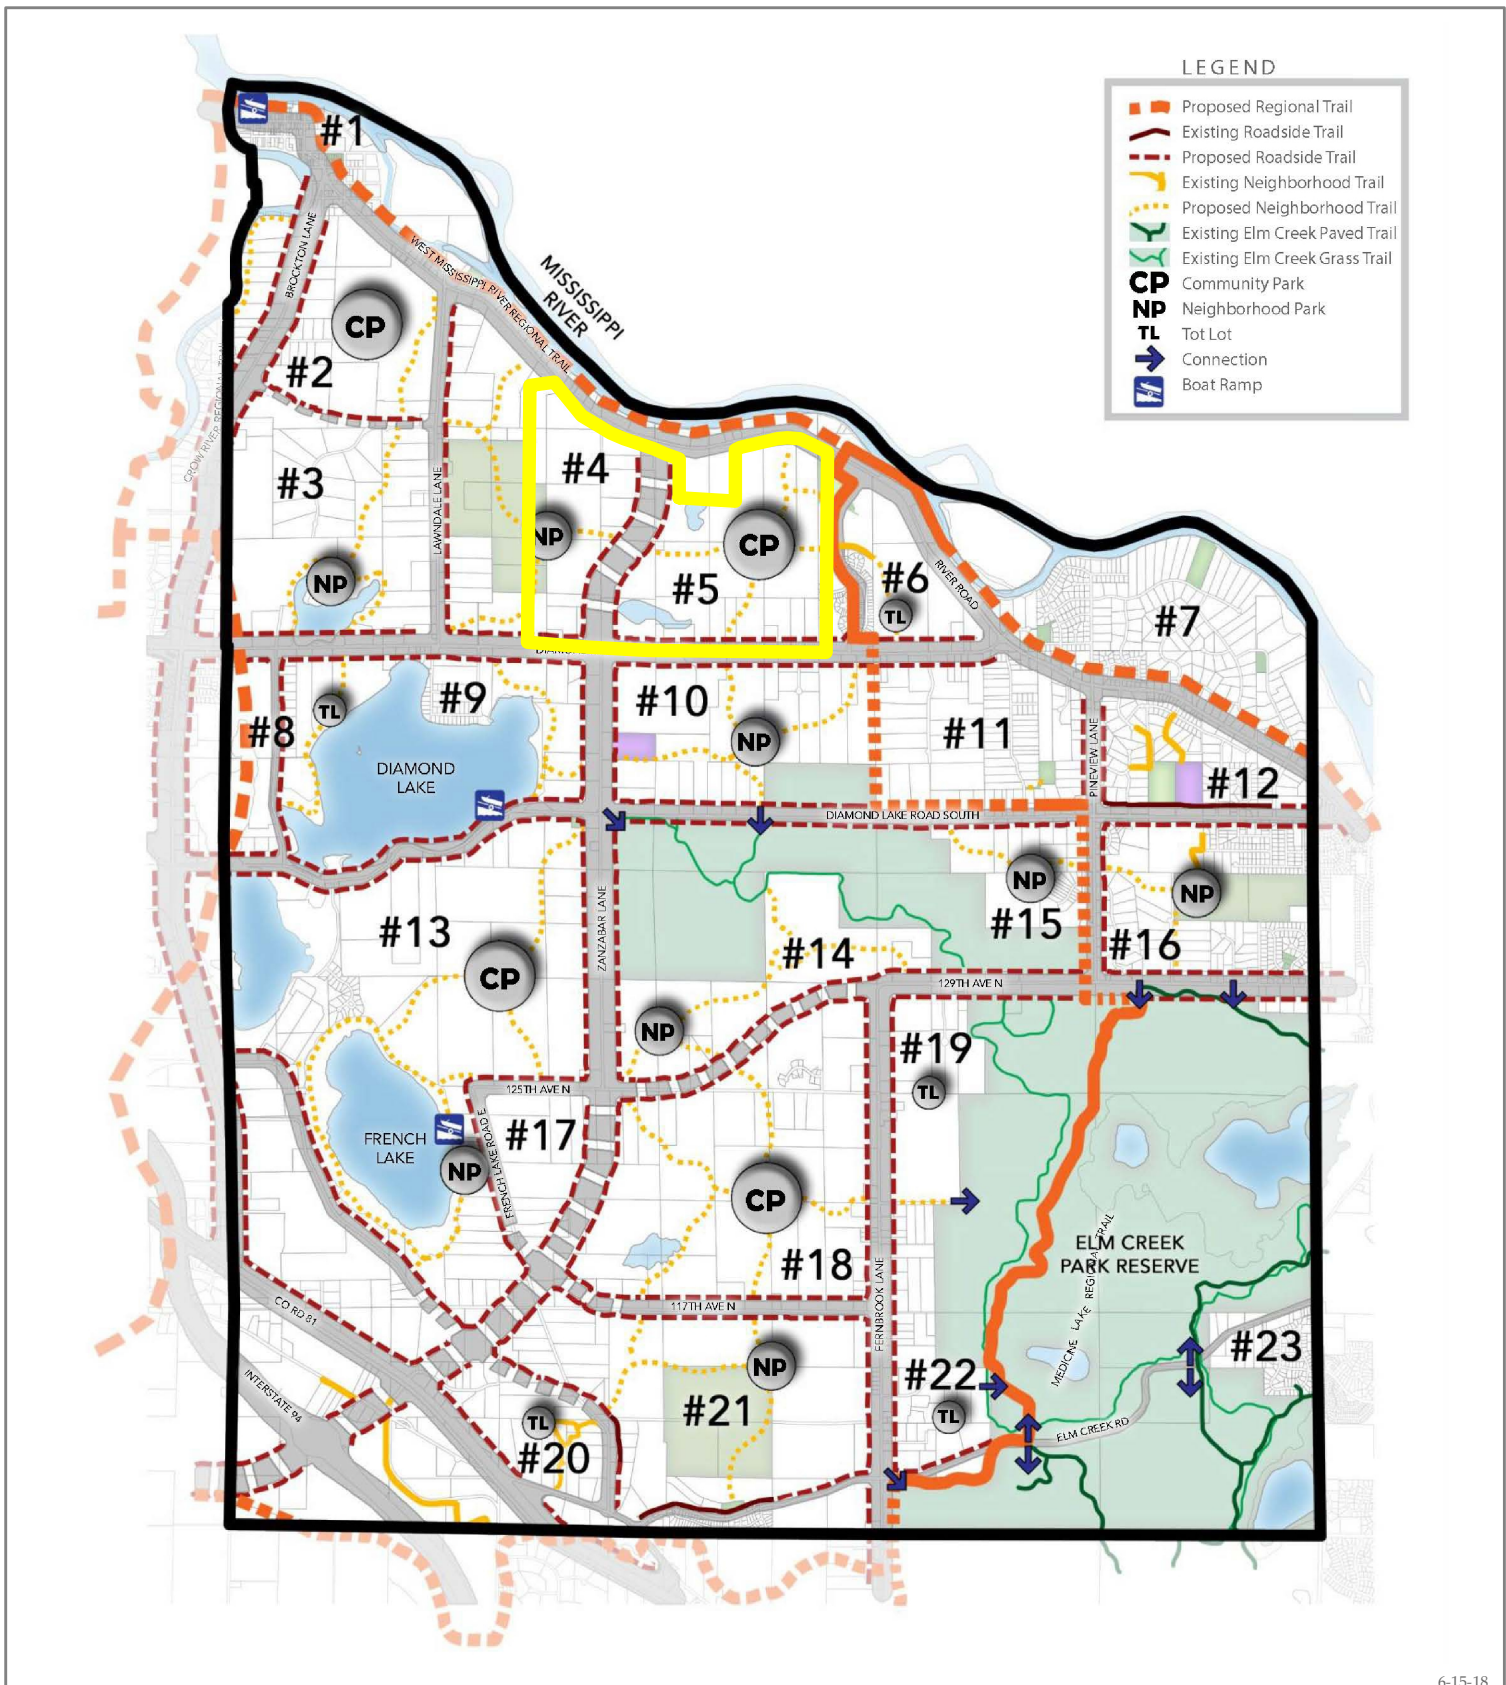 LEGEND
Proposed Regional Trail
Existing Roadside Trail
Proposed Roadside Trail
Existing Neighborhood Trail
Proposed Neighborhood Trail
Existing Elm Creek Paved Trail
Existing Elm Creek Grass Trail
CP Community Park
NP Neighborhood Park
TL Tot Lot
Connection
Boat Ramp
#1
BROCKTON LANE
WEST MISSISSIPPI RIVER REGIONAL TRAIL
MISSISSIPPI
RIVER
CP
#2
CROW RIVER REGIONAL
#3
LAWNDALE LANE
#4
NP
CP
#5
NP
#6
TL
RIVER ROAD
#7
#8
TL
#9
DIAMOND
LAKE
#10
NP
#11
PINEVIEW LANE
#12
DIAMOND LAKE ROAD SOUTH
#13
CP
ZANZABAR LANE
#14
NP
NP
#15
NP
#16
129TH AVE N
#19
TL
125TH AVE N
FRENCH LAKE ROAD E
#17
FRENCH
LAKE
NP
CP
#18
117TH AVE N
FERNBROOK LANE
ELM CREEK
PARK RESERVE
MEDICINE LAKE REGIONAL TRAIL
#23
CO RD 81
INTERSTATE 94
NP
#21
#22
TL
ELM CREEK RD
TL
#20
6-15-18